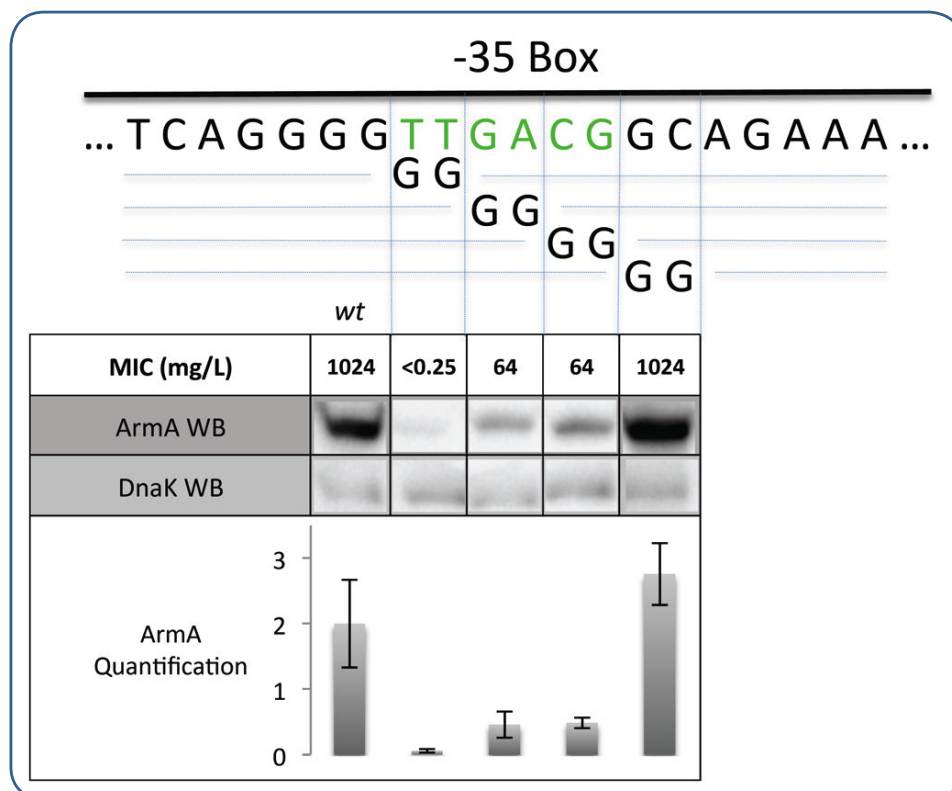 -35 Box
... T C A G G G G T T G A C G G C A G A A A ...
G G
G G
G G
G G
wt
MIC (mg/L) 1024 <0.25 64 64 1024
ArmA WB
DnaK WB
3
2
1
0
ArmA
Quantification